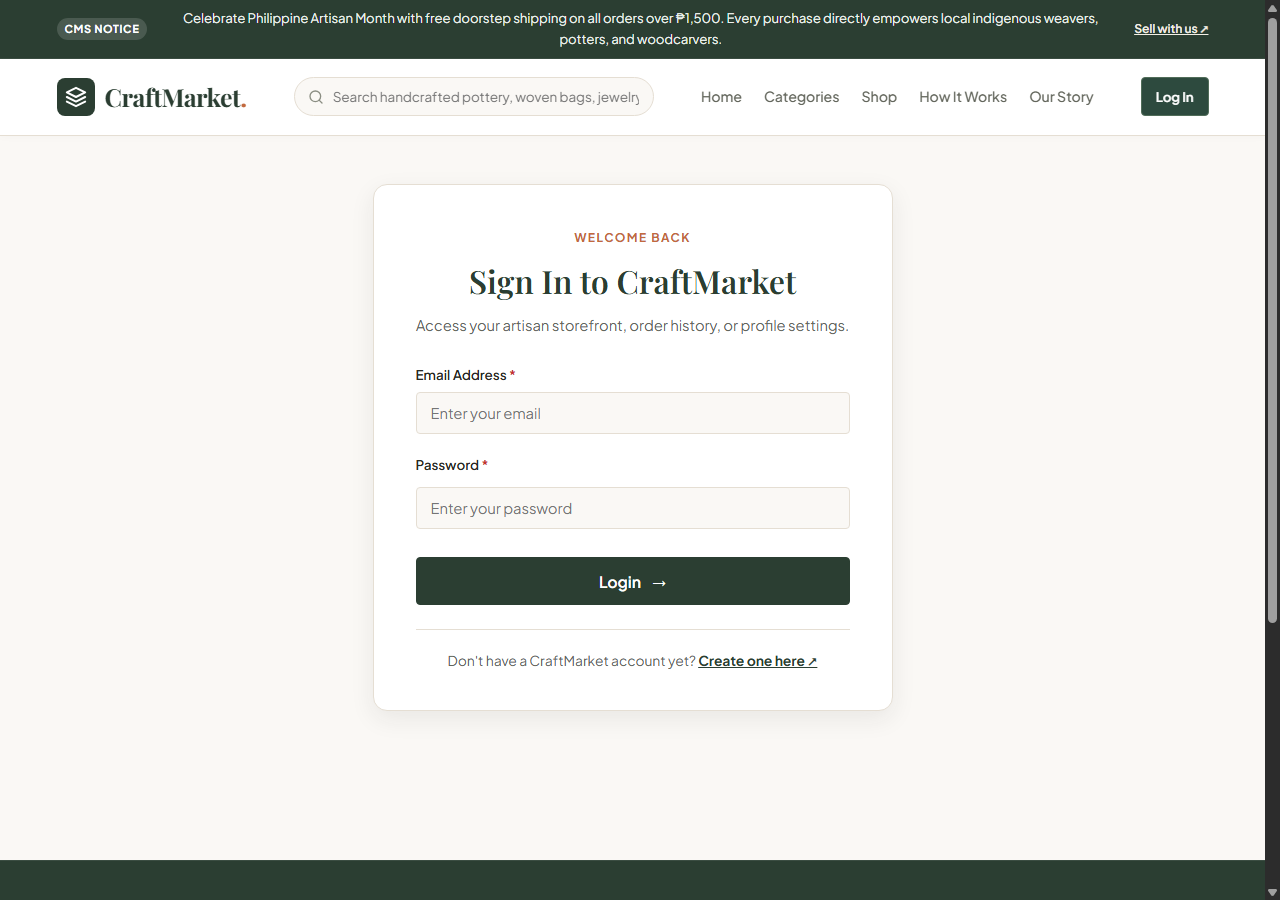 CMS NOTICE
Celebrate Philippine Artisan Month with free doorstep shipping on all orders over ₱1,500. Every purchase directly empowers local indigenous weavers,
potters, and woodcarvers.
Sell with us ↗
CraftMarket.
Search handcrafted pottery, woven bags, jewelry
Home
Categories
Shop
How It Works
Our Story
Log In
WELCOME BACK
Sign In to CraftMarket
Access your artisan storefront, order history, or profile settings.
Email Address *
Enter your email
Password *
Enter your password
Login →
Don't have a CraftMarket account yet? Create one here ↗